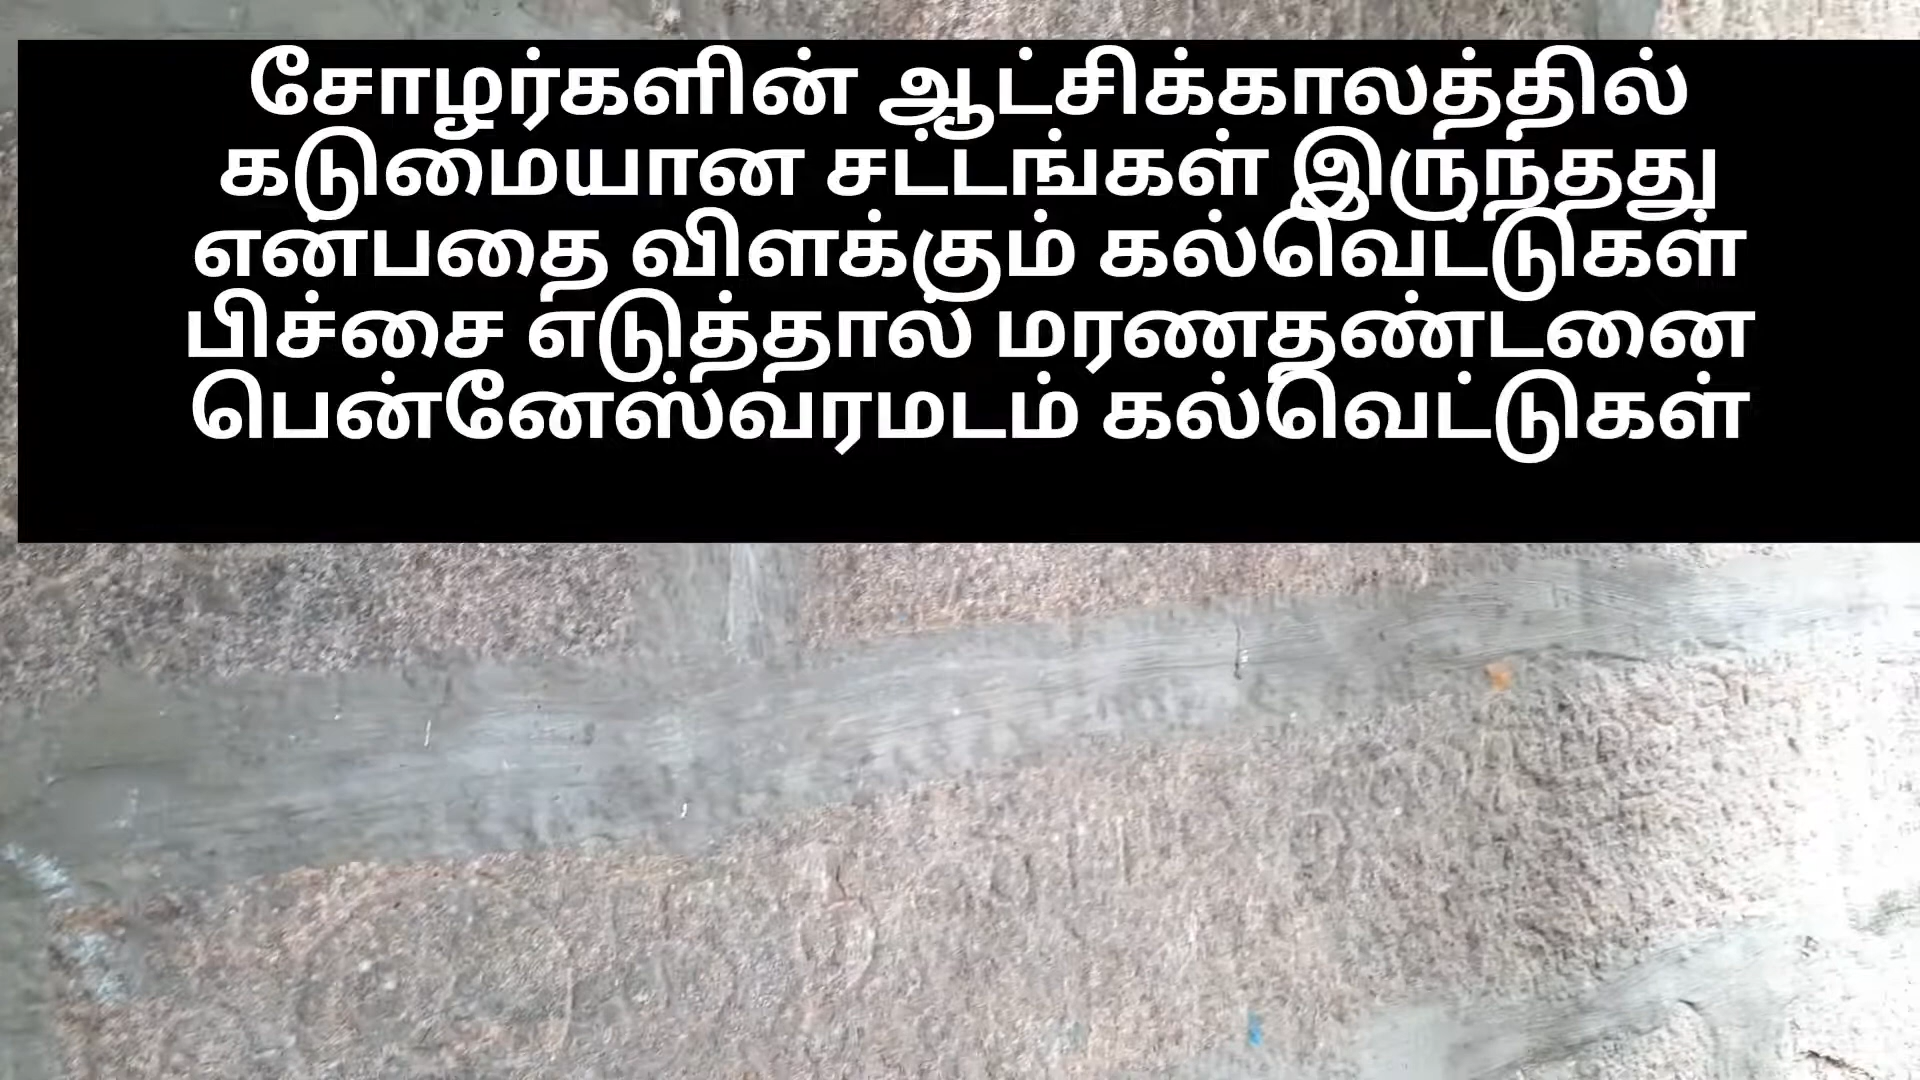 சோழர்களின் ஆட்சிக்காலத்தில்
கடுமையான சட்டங்கள் இருந்தது
என்பதை விளக்கும் கல்வெட்டுகள்
பிச்சை எடுத்தால் மரணதண்டனை
பென்னேஸ்வரமடம் கல்வெட்டுகள்